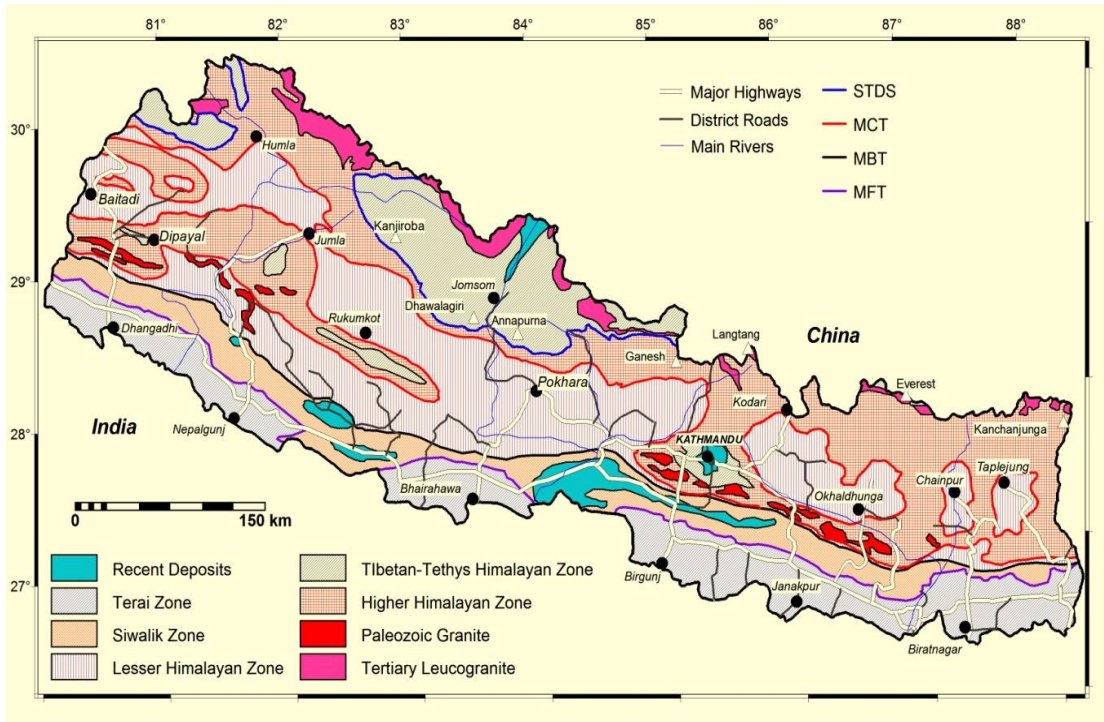 81°
82
83
84
85
86
87
88
30°
29°
28°
27°
Major Highways
District Roads
Main Rivers
STDS
MCT
MBT
MFT
Humla
Baitadi
Dipayal
Jumla
Kanjiroba
Jomsom
Dhawalagiri
Annapurna
Rukumkot
Dhangadhi
Langtang
China
Ganesh
Everest
Pokhara
Kodari
India
Nepalgunj
KATHMANDU
Kanchanjunga
Taplejung
Chainpur
Bhairahawa
Okhaldhunga
0 150 km
Birgunj
Janakpur
Biratnagar
Recent Deposits
Terai Zone
Siwalik Zone
Lesser Himalayan Zone
TIbetan-Tethys Himalayan Zone
Higher Himalayan Zone
Paleozoic Granite
Tertiary Leucogranite